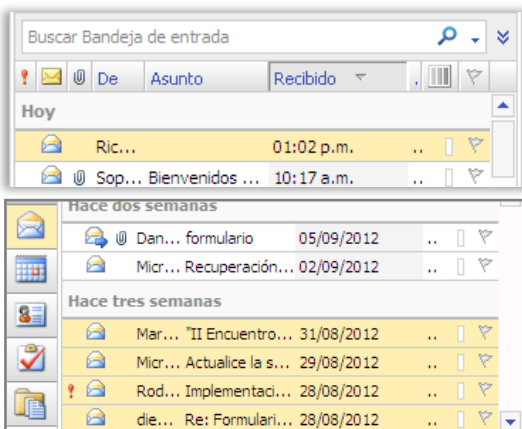 Buscar Bandeja de entrada
De Asunto Recibido
Hoy
Ric... 01:02 p.m. ..
Sop... Bienvenidos ... 10:17 a.m. ..
Hace dos semanas
Dan... formulario 05/09/2012 ..
Micr... Recuperación... 02/09/2012 ..
Hace tres semanas
Mar... "II Encuentro... 31/08/2012 ..
Micr... Actualice la s... 29/08/2012 ..
Rod... Implementaci... 28/08/2012 ..
die... Re: Formulari... 28/08/2012 ..